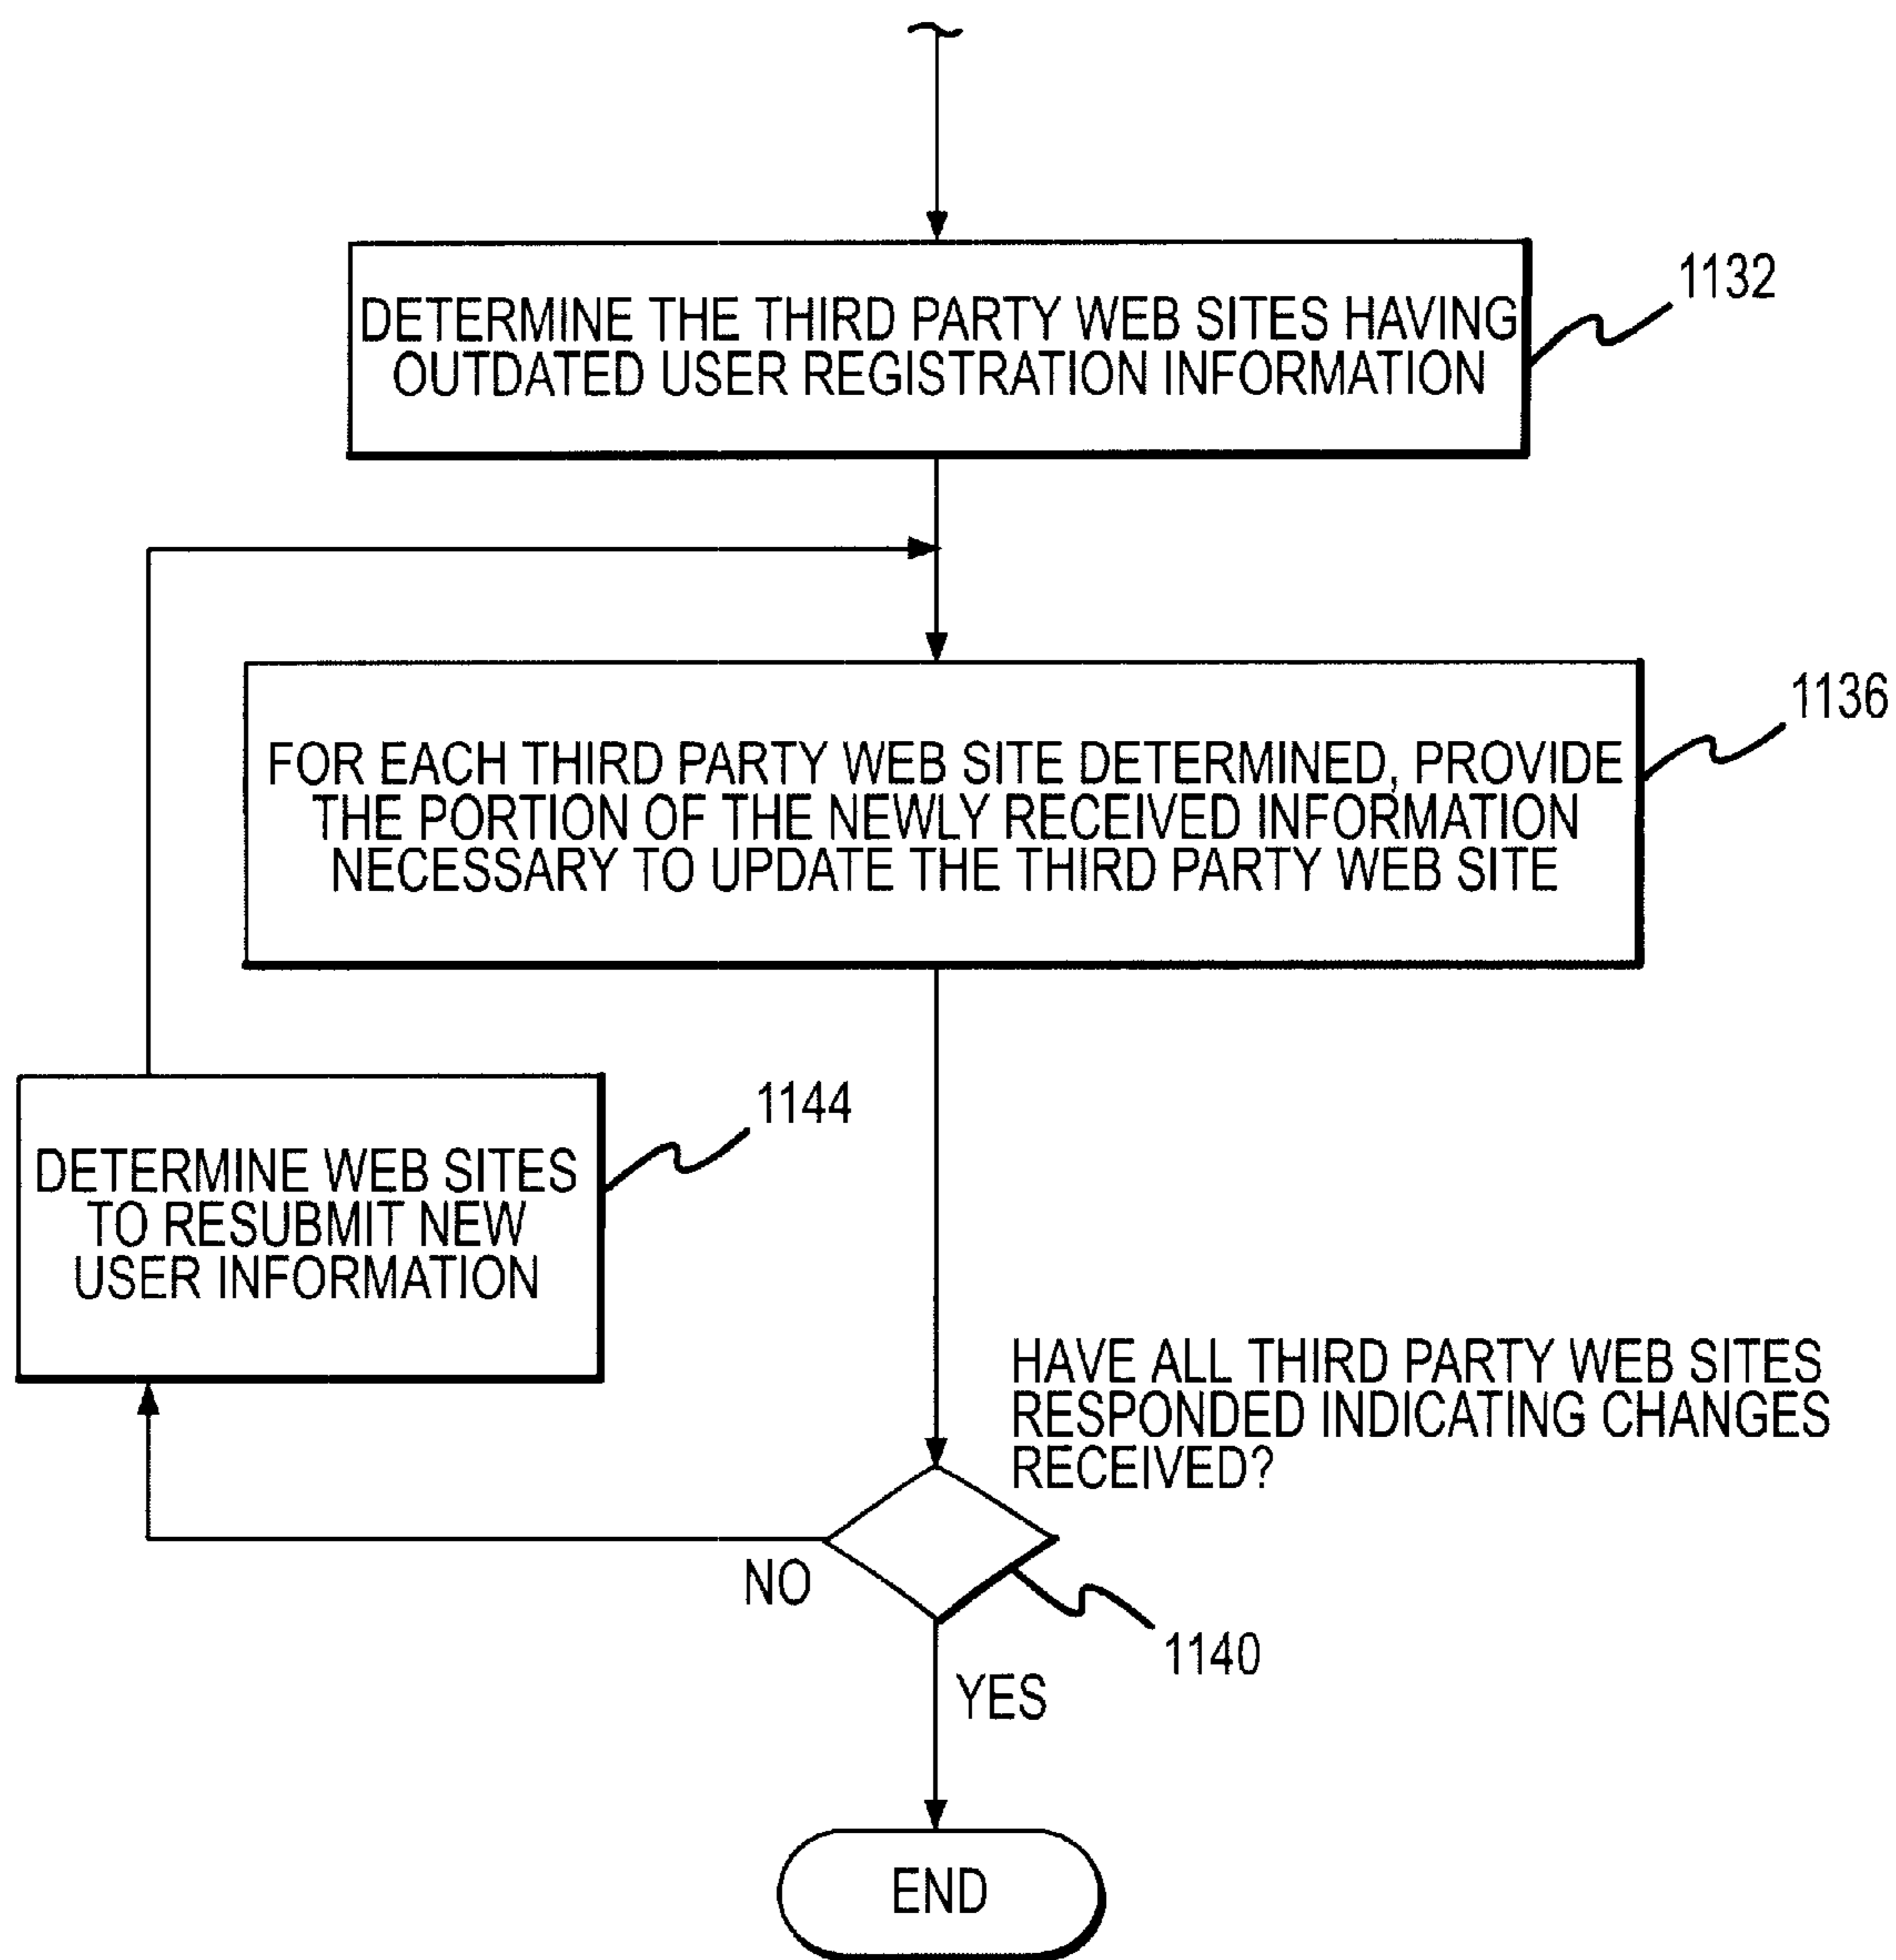 DETERMINE THE THIRD PARTY WEB SITES HAVING
OUTDATED USER REGISTRATION INFORMATION
1132
FOR EACH THIRD PARTY WEB SITE DETERMINED, PROVIDE
THE PORTION OF THE NEWLY RECEIVED INFORMATION
NECESSARY TO UPDATE THE THIRD PARTY WEB SITE
1136
DETERMINE WEB SITES
TO RESUBMIT NEW
USER INFORMATION
1144
HAVE ALL THIRD PARTY WEB SITES
RESPONDED INDICATING CHANGES
RECEIVED?
NO
1140
YES
END